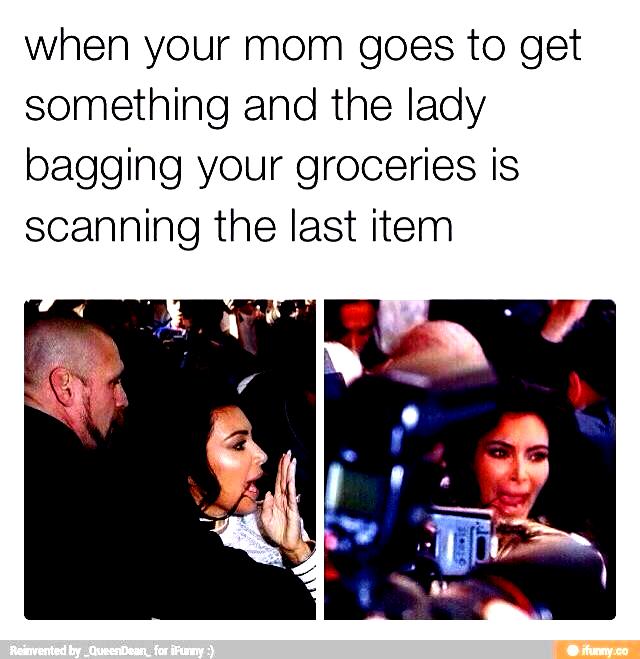 when your mom goes to get
something and the lady
bagging your groceries is
scanning the last item
Reinvented by _QueenDean_ for iFunny :)
ifunny.co